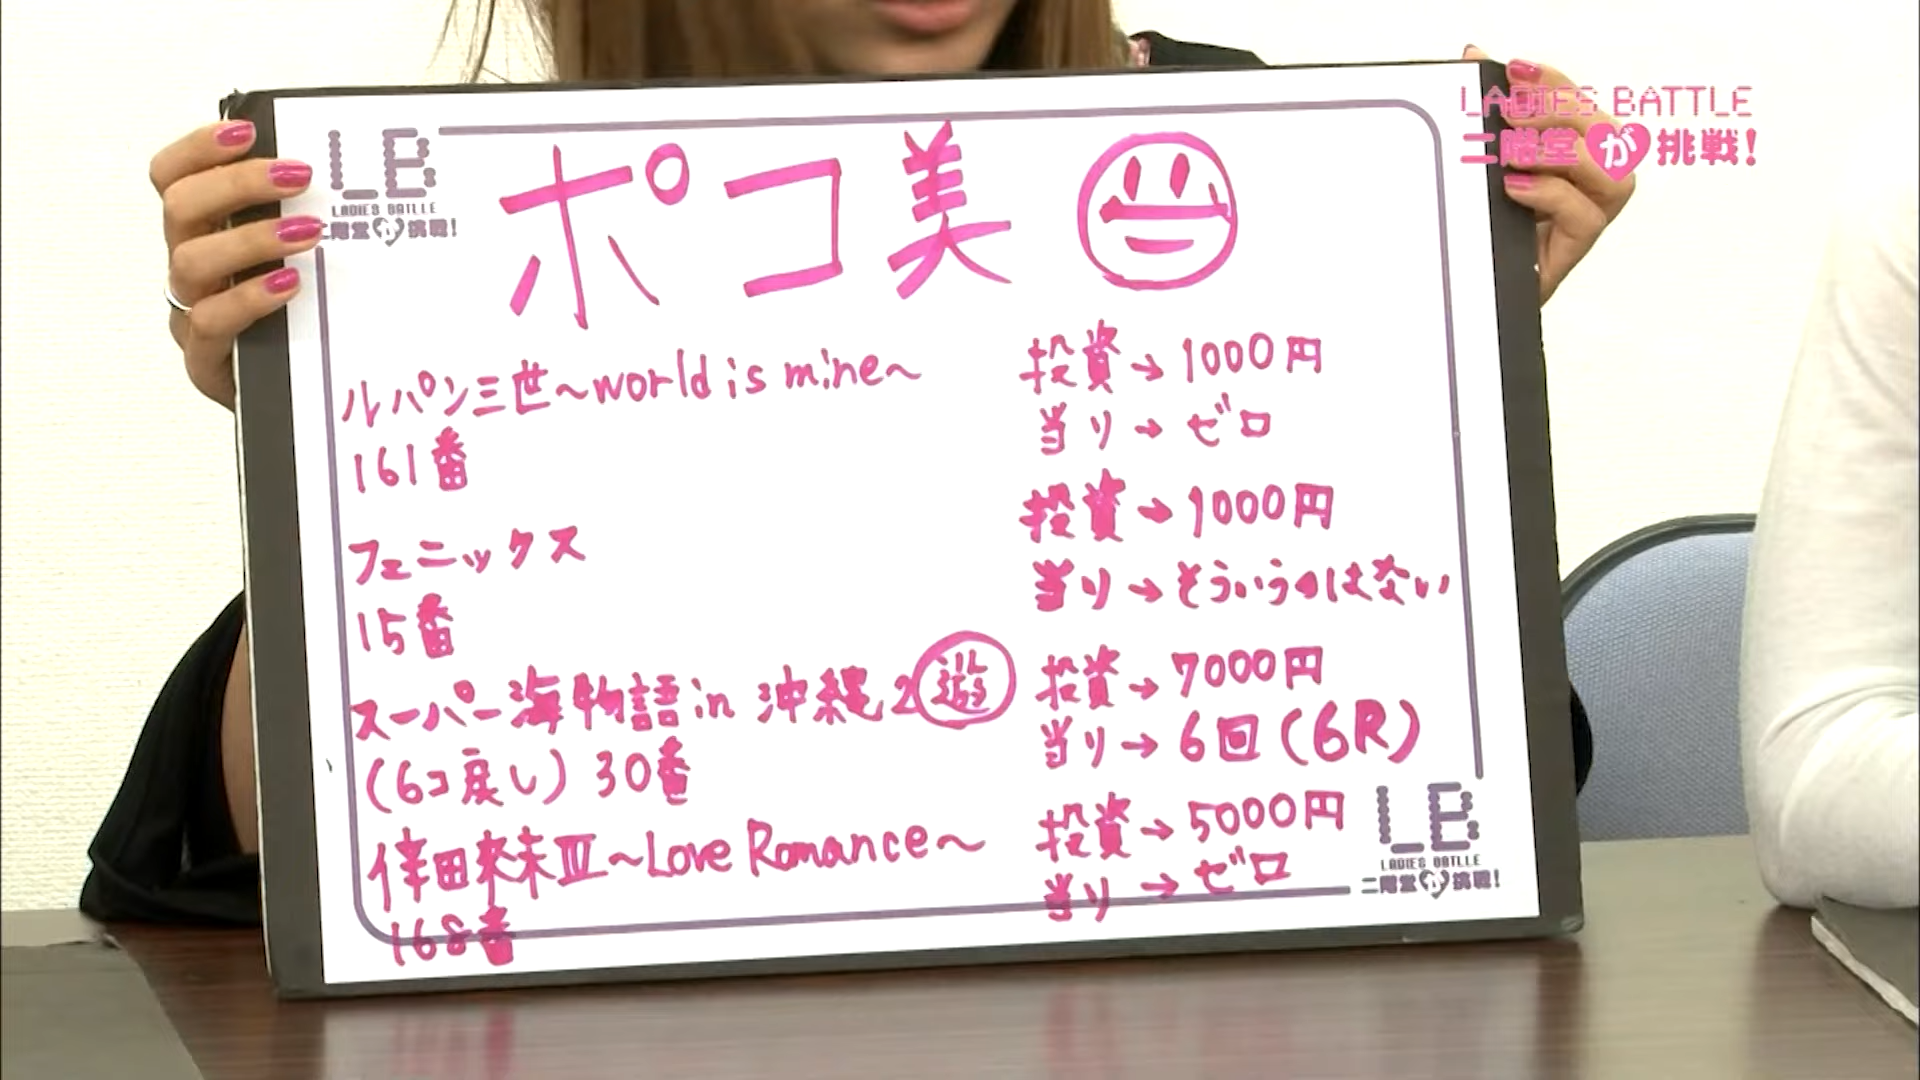 LADIES BATTLE
二階堂が挑戦!
LB
LADIES BATLLE
二階堂が挑戦!
ポコ美
ルパン三世~world is mine~
161番
投資→1000円
当り→ゼロ
フェニックス
15番
投資→1000円
当り→そういうのはない
スーパー海物語in沖縄2遊
(6コ戻し)30番
投資→7000円
当り→6回(6R)
倖田來未Ⅲ~Love Romance~
168番
投資→5000円
当り→ゼロ
LB
LADIES BATLLE
二階堂が挑戦!